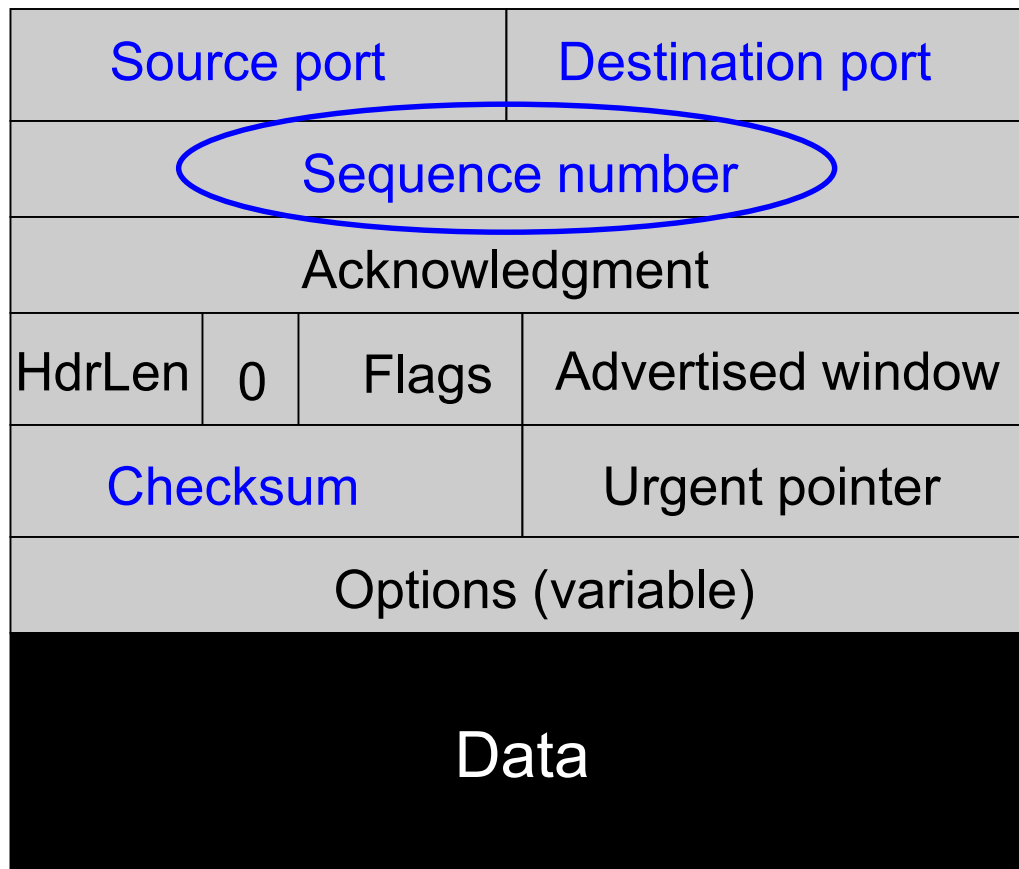 Source port Destination port
Sequence number
Acknowledgment
HdrLen 0 Flags Advertised window
Checksum Urgent pointer
Options (variable)
Data